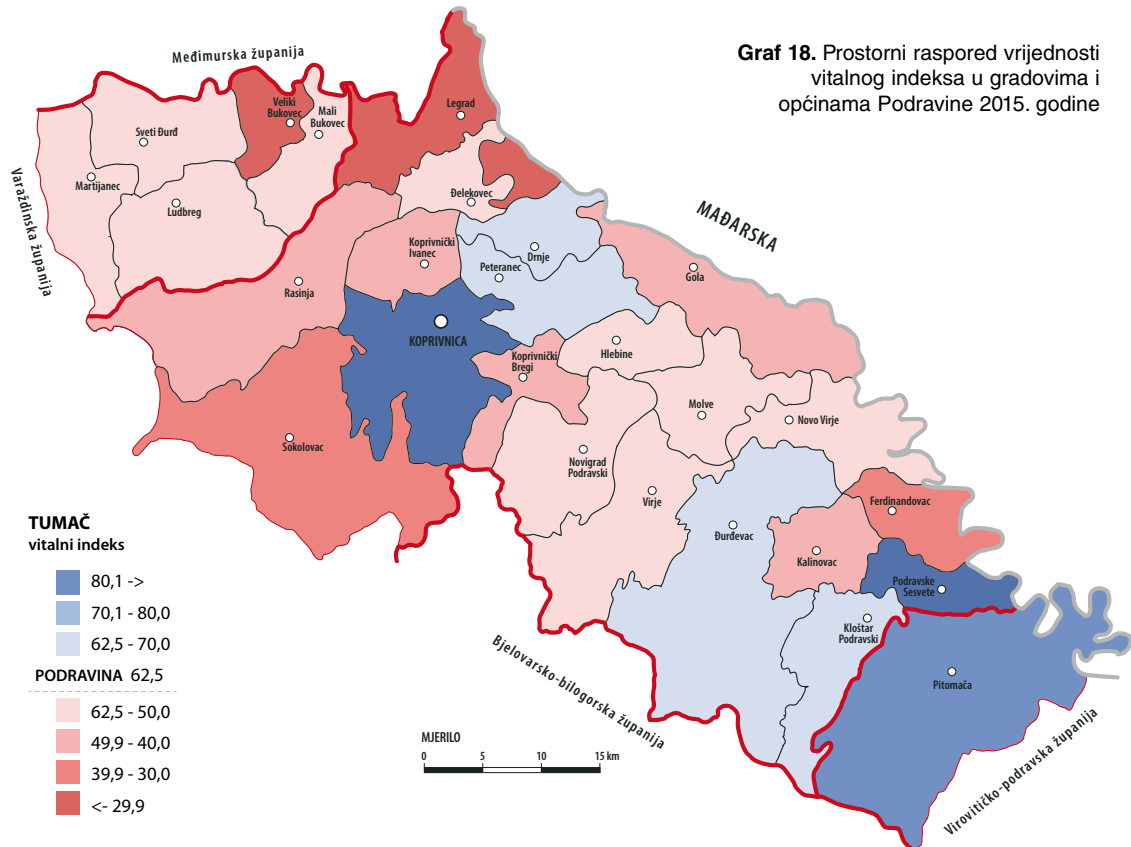 Graf 18. Prostorni raspored vrijednosti
vitalnog indeksa u gradovima i
općinama Podravine 2015. godine
Međimurska županija
Varaždinska županija
MAĐARSKA
Bjelovarsko-bilogorska županija
Virovitičko-podravska županija
Legrad
Veliki
Bukovec
Mali
Bukovec
Sveti Đurđ
Martijanec
Ludbreg
Đelekovec
Koprivnički
Ivanec
Drnje
Peteranec
Gola
Rasinja
KOPRIVNICA
Hlebine
Koprivnički
Bregi
Molve
Novo Virje
Sokolovac
Novigrad
Podravski
Virje
Ferdinandovac
Đurđevac
Kalinovac
Podravske
Sesvete
Kloštar
Podravski
Pitomača
TUMAČ
vitalni indeks
80,1 ->
70,1 - 80,0
62,5 - 70,0
PODRAVINA 62,5
62,5 - 50,0
49,9 - 40,0
39,9 - 30,0
<- 29,9
MJERILO
0 5 10 15 km